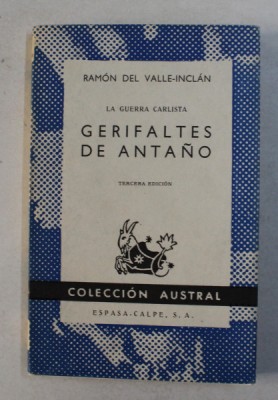 RAMÓN DEL VALLE-INCLÁN
LA GUERRA CARLISTA
GERIFALTES
DE ANTAÑO
TERCERA EDICIÓN
COLECCIÓN AUSTRAL
ESPASA-CALPE, S. A.